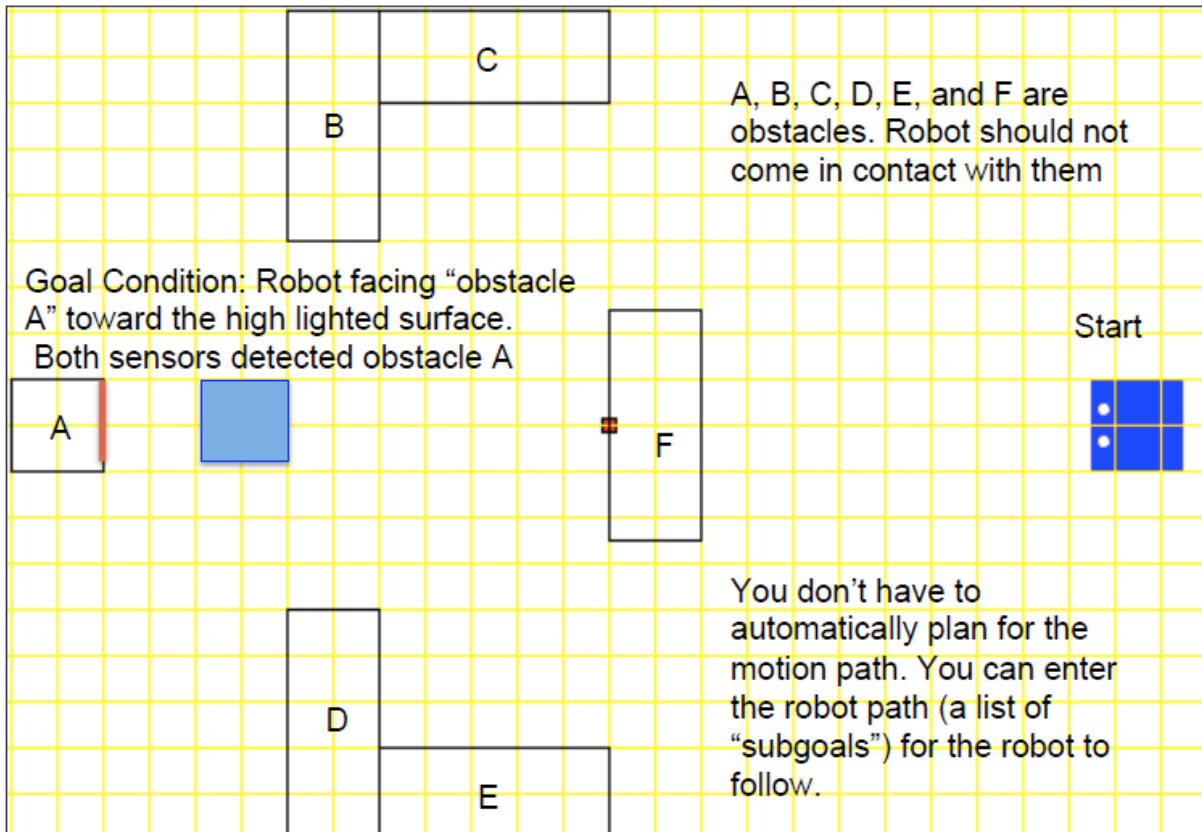 C
B
A, B, C, D, E, and F are
obstacles. Robot should not
come in contact with them
Goal Condition: Robot facing “obstacle
A” toward the high lighted surface.
Both sensors detected obstacle A
Start
A
F
You don’t have to
automatically plan for the
motion path. You can enter
the robot path (a list of
“subgoals”) for the robot to
follow.
D
E